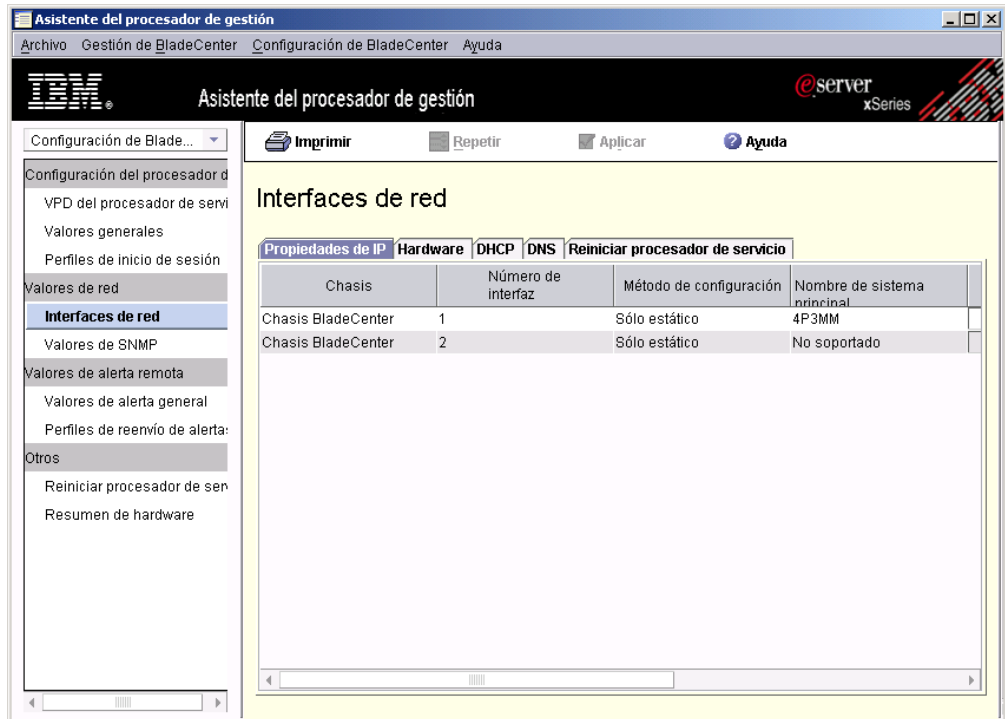 Asistente del procesador de gestión
Archivo Gestión de BladeCenter Configuración de BladeCenter Ayuda
IBM® Asistente del procesador de gestión
@server
xSeries
Configuración de Blade...
Imprimir Repetir Aplicar Ayuda
Configuración del procesador d
VPD del procesador de servi
Valores generales
Perfiles de inicio de sesión
Valores de red
Interfaces de red
Valores de SNMP
Valores de alerta remota
Valores de alerta general
Perfiles de reenvío de alerta
Otros
Reiniciar procesador de ser
Resumen de hardware
Interfaces de red
Propiedades de IP Hardware DHCP DNS Reiniciar procesador de servicio
Chasis Número de interfaz Método de configuración Nombre de sistema principal
Chasis BladeCenter 1 Sólo estático 4P3MM
Chasis BladeCenter 2 Sólo estático No soportado